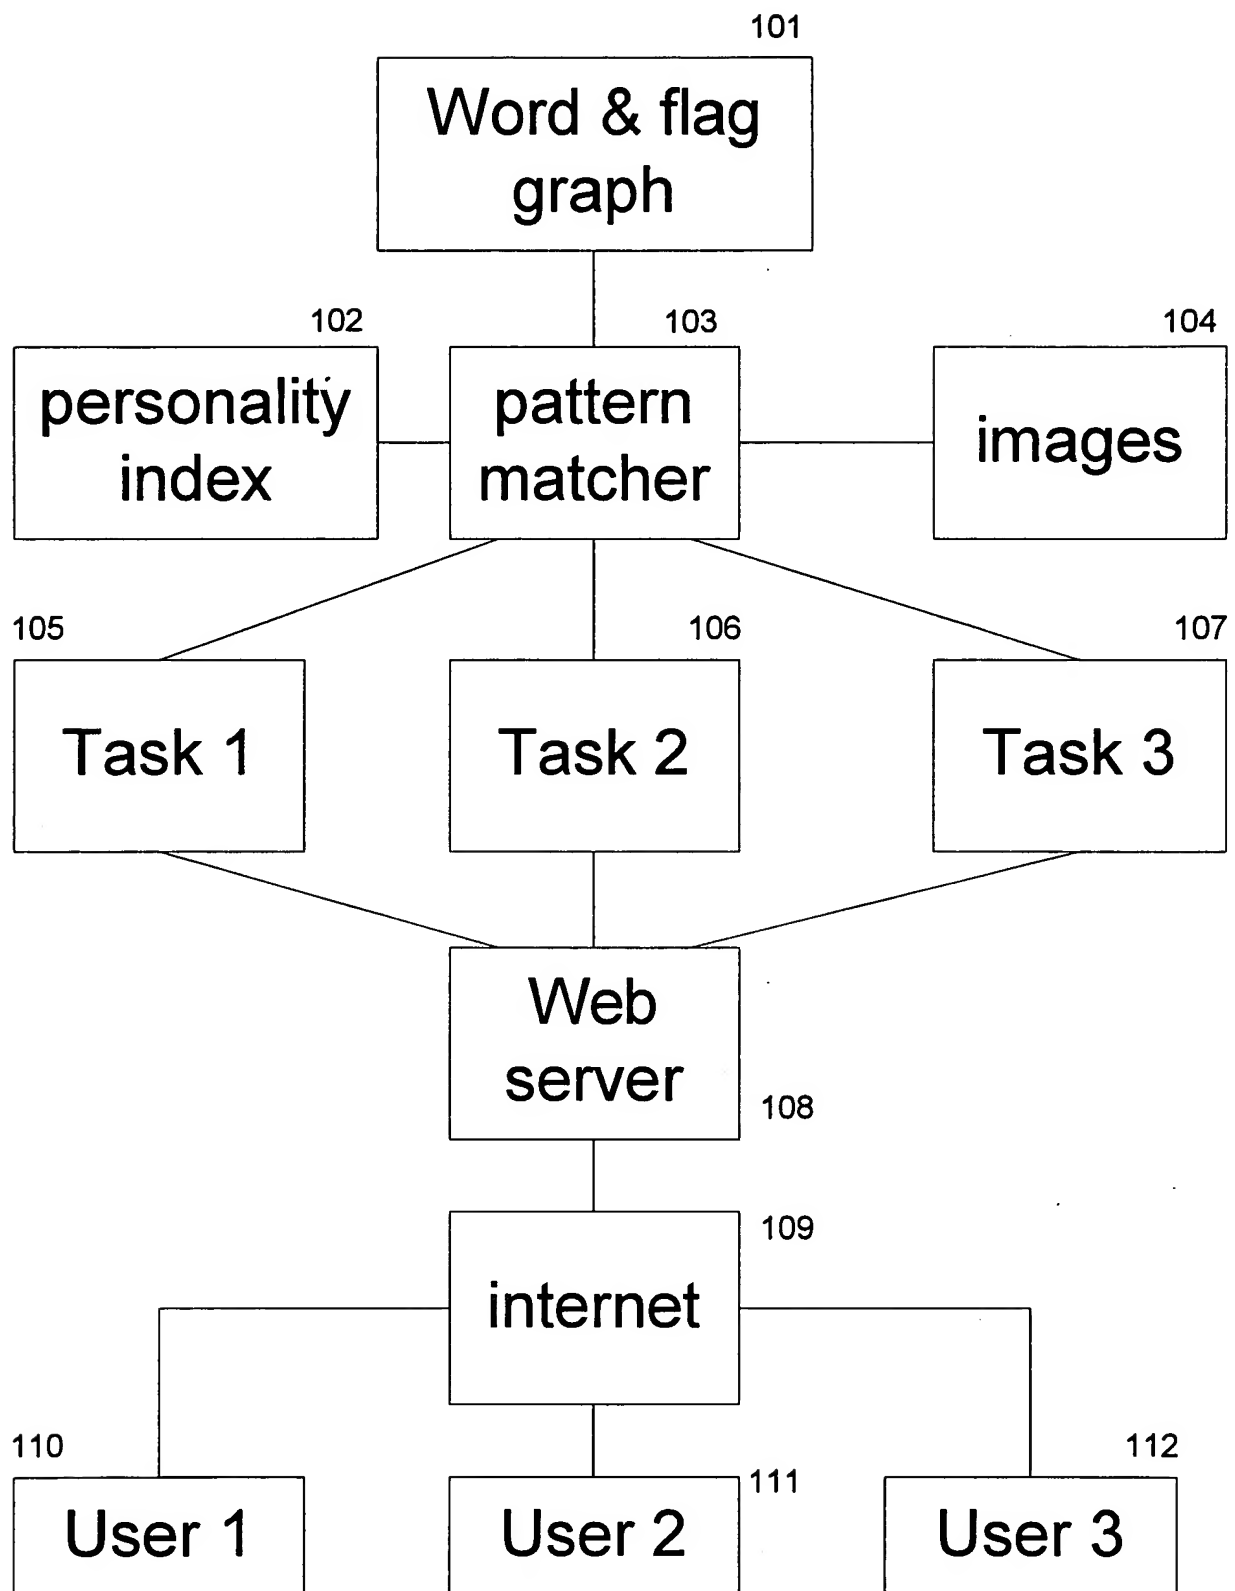 101
Word & flag
graph
102
103
104
personality
index
pattern
matcher
images
105
106
107
Task 1
Task 2
Task 3
Web
server
108
109
internet
110
111
112
User 1
User 2
User 3